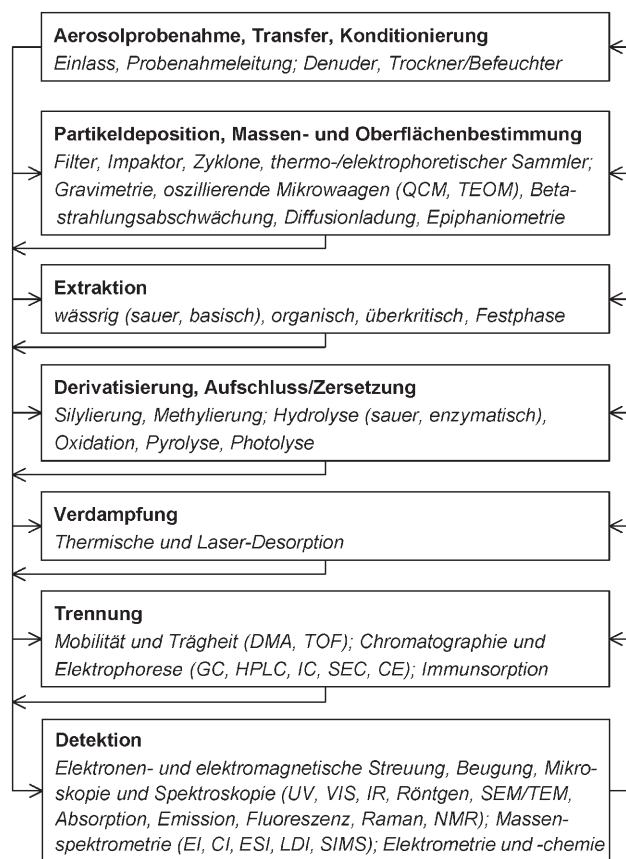 Aerosolprobenahme, Transfer, Konditionierung
Einlass, Probenahmeleitung; Denuder, Trockner/Befeuchter
Partikeldeposition, Massen- und Oberflächenbestimmung
Filter, Impaktor, Zyklone, thermo-/elektrophoretischer Sammler;
Gravimetrie, oszillierende Mikrowaagen (QCM, TEOM), Beta-
strahlungsabschwächung, Diffusionladung, Epiphaniometrie
Extraktion
wässrig (sauer, basisch), organisch, überkritisch, Festphase
Derivatisierung, Aufschluss/Zersetzung
Silylierung, Methylierung; Hydrolyse (sauer, enzymatisch),
Oxidation, Pyrolyse, Photolyse
Verdampfung
Thermische und Laser-Desorption
Trennung
Mobilität und Trägheit (DMA, TOF); Chromatographie und
Elektrophorese (GC, HPLC, IC, SEC, CE); Immunsorption
Detektion
Elektronen- und elektromagnetische Streuung, Beugung, Mikro-
skopie und Spektroskopie (UV, VIS, IR, Röntgen, SEM/TEM,
Absorption, Emission, Fluoreszenz, Raman, NMR); Massen-
spektrometrie (EI, CI, ESI, LDI, SIMS); Elektrometrie und -chemie